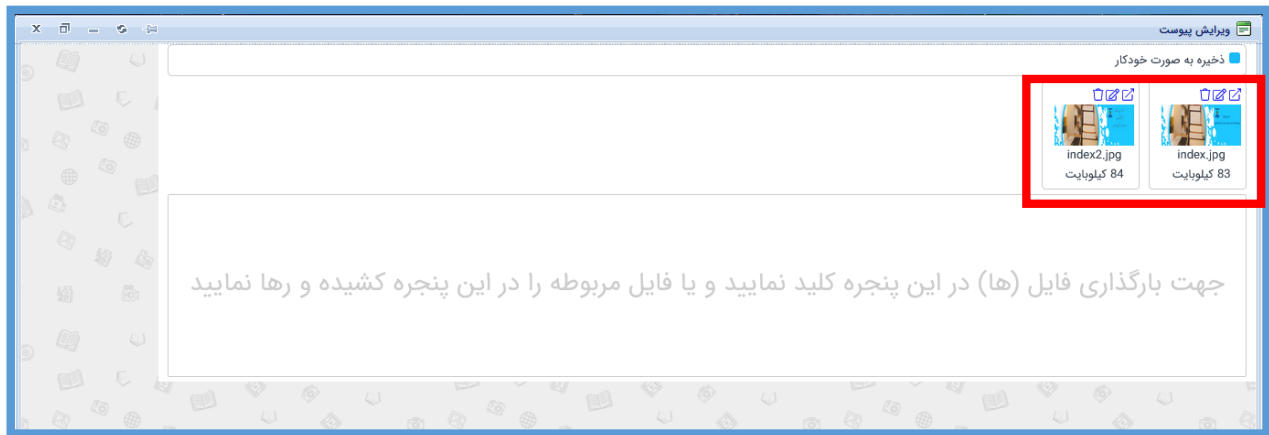 ویرایش پیوست
ذخیره به صورت خودکار
index.jpg
83 کیلوبایت
index2.jpg
84 کیلوبایت
جهت بارگذاری فایل (ها) در این پنجره کلید نمایید و یا فایل مربوطه را در این پنجره کشیده و رها نمایید